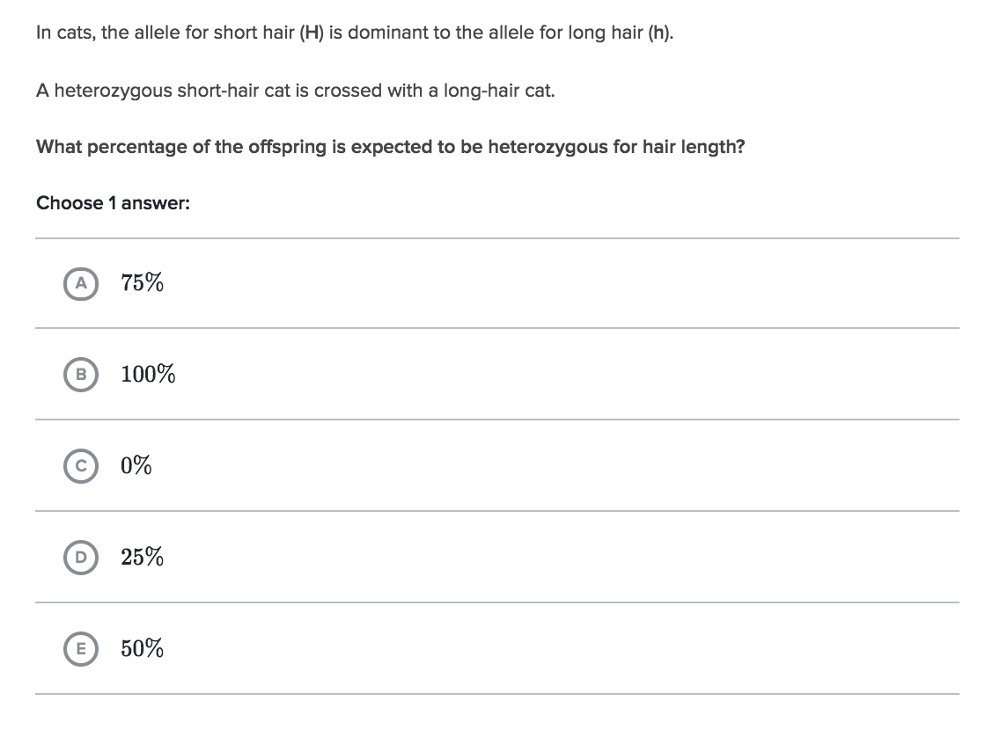 In cats, the allele for short hair (H) is dominant to the allele for long hair (h).
A heterozygous short-hair cat is crossed with a long-hair cat.
What percentage of the offspring is expected to be heterozygous for hair length?
Choose 1 answer:
A 75%
B 100%
C 0%
D 25%
E 50%